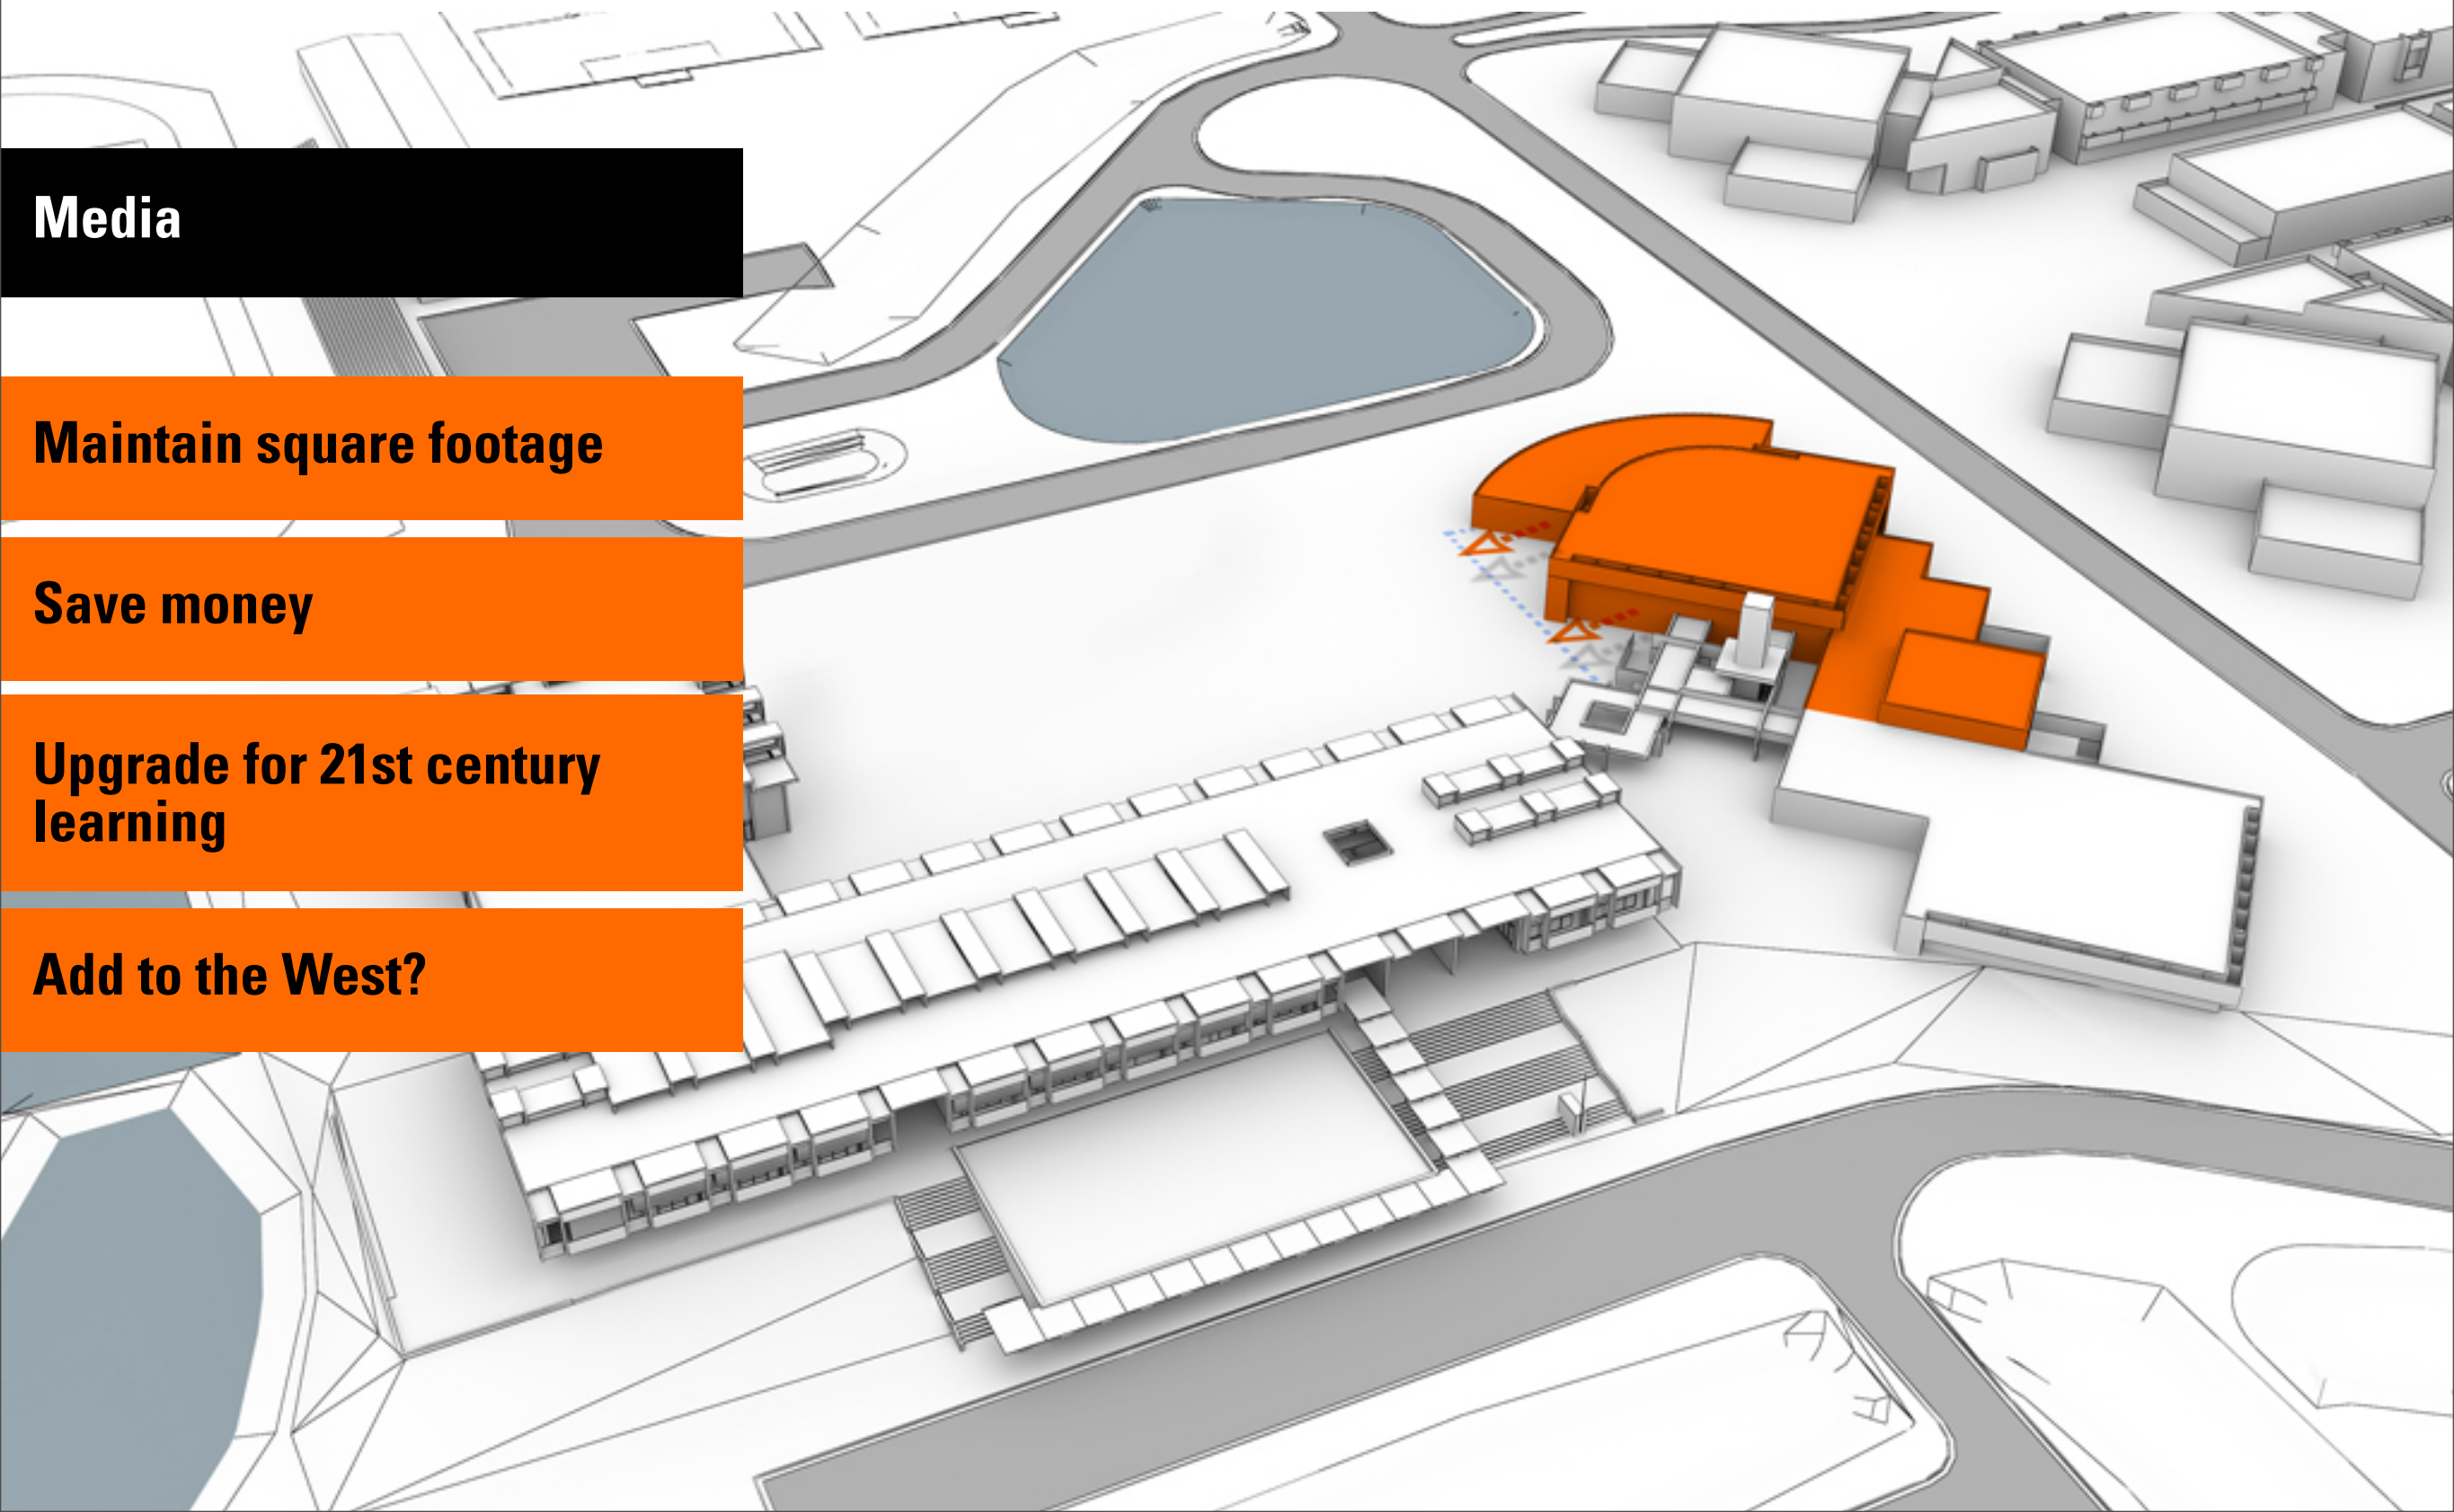 Media
Maintain square footage
Save money
Upgrade for 21st century
learning
Add to the West?